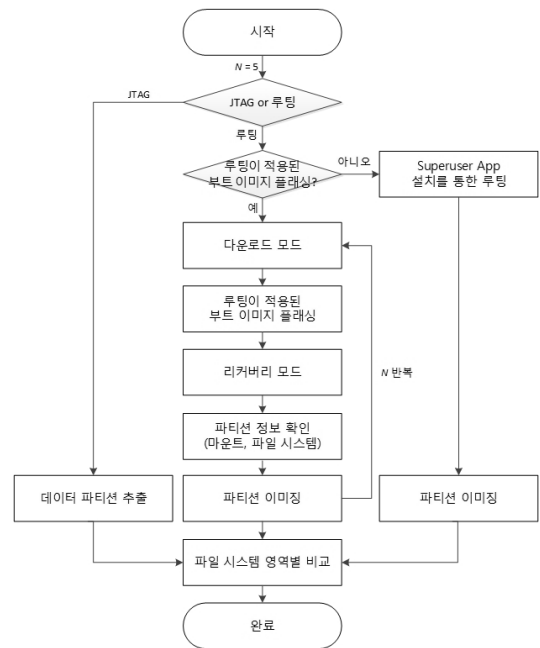 시작
N = 5
JTAG
JTAG or 루팅
루팅
루팅이 적용된
부트 이미지 플래싱?
아니오
Superuser App
설치를 통한 루팅
예
다운로드 모드
루팅이 적용된
부트 이미지 플래싱
리커버리 모드
N 반복
파티션 정보 확인
(마운트, 파일 시스템)
데이터 파티션 추출
파티션 이미징
파티션 이미징
파일 시스템 영역별 비교
완료